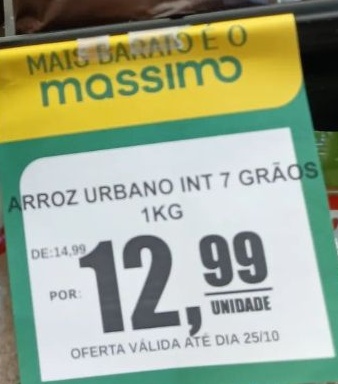 MAIS BARATO É O
massimo
ARROZ URBANO INT 7 GRÃOS
1KG
DE:14,99
POR: 12,99
UNIDADE
OFERTA VÁLIDA ATÉ DIA 25/10